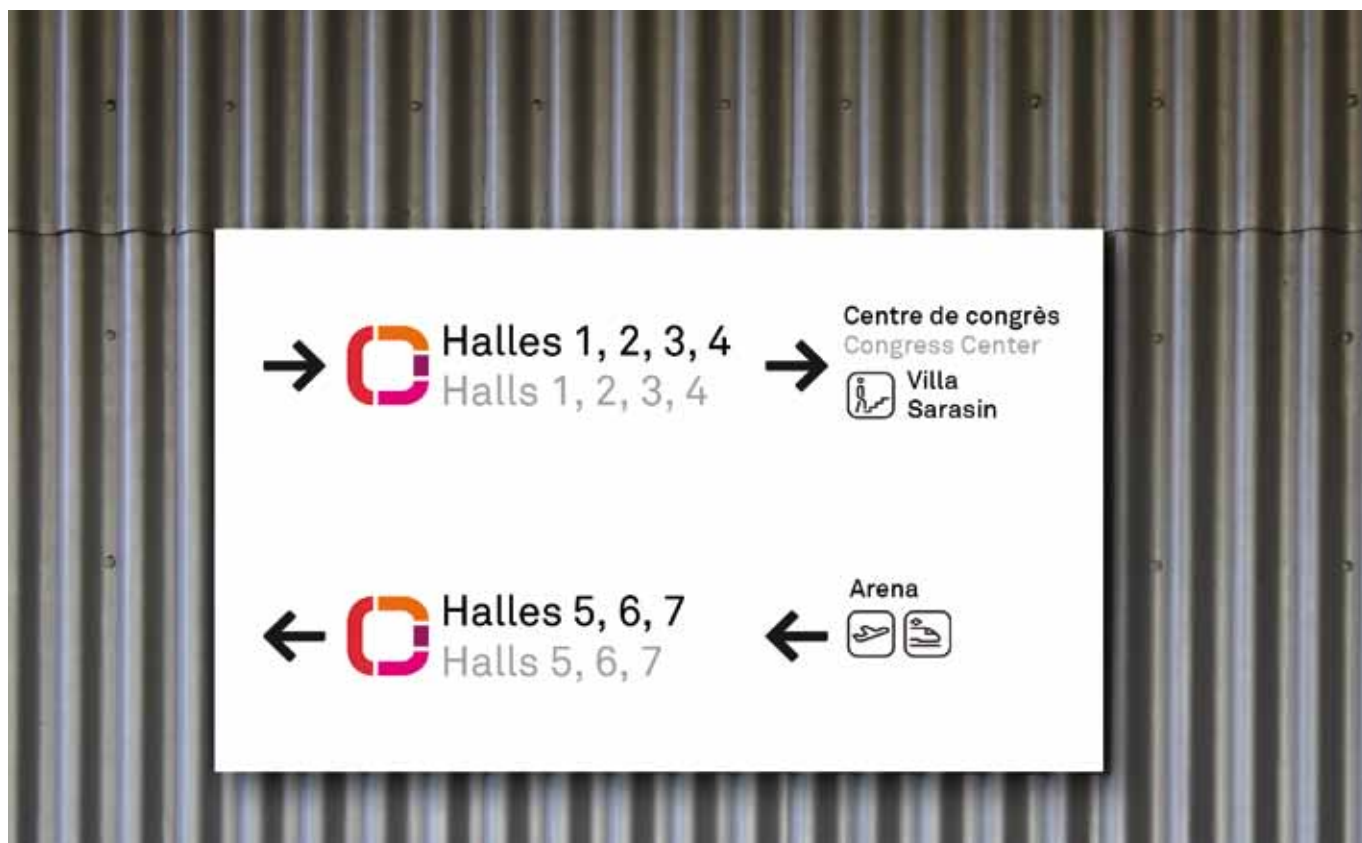 Halles 1, 2, 3, 4
Halls 1, 2, 3, 4
Centre de congrès
Congress Center
Villa
Sarasin
Halles 5, 6, 7
Halls 5, 6, 7
Arena